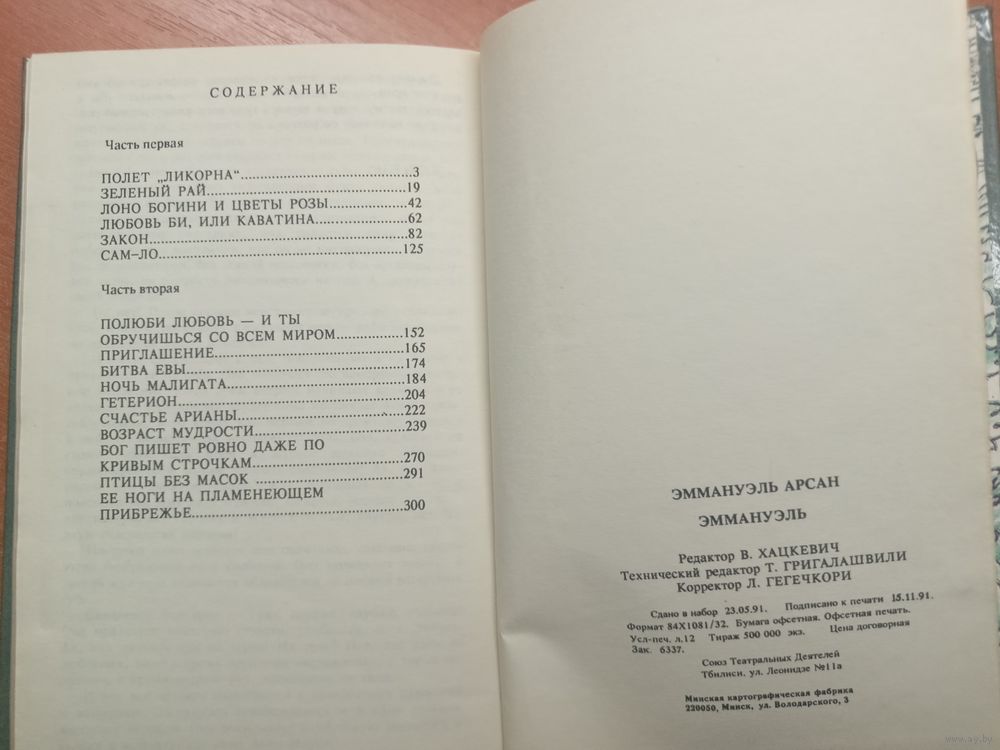 СОДЕРЖАНИЕ
Часть первая
ПОЛЕТ „ЛИКОРНА“..........................................3
ЗЕЛЕНЫЙ РАЙ.................................................19
ЛОНО БОГИНИ И ЦВЕТЫ РОЗЫ...................42
ЛЮБОВЬ БИ, ИЛИ КАВАТИНА.......................62
ЗАКОН................................................................82
САМ–ЛО.............................................................125
Часть вторая
ПОЛЮБИ ЛЮБОВЬ — И ТЫ
ОБРУЧИШЬСЯ СО ВСЕМ МИРОМ.................152
ПРИГЛАШЕНИЕ................................................165
БИТВА ЕВЫ.......................................................174
НОЧЬ МАЛИГАТА.............................................184
ГЕТЕРИОН.........................................................204
СЧАСТЬЕ АРИАНЫ..........................................222
ВОЗРАСТ МУДРОСТИ.......................................239
БОГ ПИШЕТ РОВНО ДАЖЕ ПО
КРИВЫМ СТРОЧКАМ......................................270
ПТИЦЫ БЕЗ МАСОК .......................................291
ЕЕ НОГИ НА ПЛАМЕНЕЮЩЕМ
ПРИБРЕЖЬЕ......................................................300
ЭММАНУЭЛЬ АРСАН
ЭММАНУЭЛЬ
Редактор В. ХАЦКЕВИЧ
Технический редактор Т. ГРИГАЛАШВИЛИ
Корректор Л. ГЕГЕЧКОРИ
Сдано в набор 23.05.91. Подписано к печати 15.11.91.
Формат 84X1081/32. Бумага офсетная. Офсетная печать.
Усл-печ. л.12 Тираж 500 000 экз. Цена договорная
Зак. 6337.
Союз Театральных Деятелей
Тбилиси. ул. Леонидзе №11а
Минская картографическая фабрика
220050, Минск, ул. Володарского, 3
www.ay.by